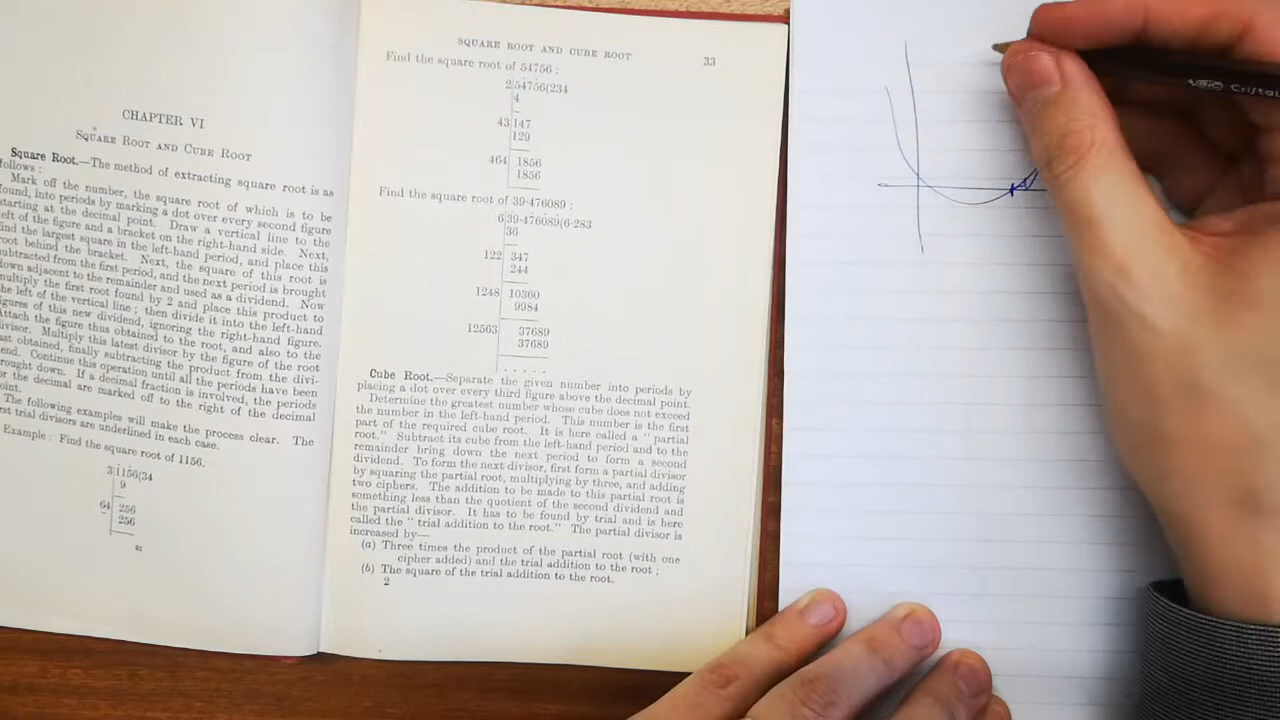 CHAPTER VI
SQUARE ROOT AND CUBE ROOT
Square Root.—The method of extracting square root is as
follows :
Mark off the number, the square root of which is to be
found, into periods by marking a dot over every second figure
starting at the decimal point. Draw a vertical line to the
left of the figure and a bracket on the right-hand side. Next,
find the largest square in the left-hand period, and place this
root behind the bracket. Next, the square of this root is
subtracted from the first period, and the next period is brought
down adjacent to the remainder and used as a dividend. Now
multiply the first root found by 2 and place this product to
the left of the vertical line ; then divide it into the left-hand
figures of this new dividend, ignoring the right-hand figure.
Attach the figure thus obtained to the root, and also to the
divisor. Multiply this latest divisor by the figure of the root
last obtained, finally subtracting the product from the divi-
dend. Continue this operation until all the periods have been
brought down. If a decimal fraction is involved, the periods
for the decimal are marked off to the right of the decimal
point.
The following examples will make the process clear. The
first trial divisors are underlined in each case.
Example : Find the square root of 1156.
3 1156(34
9
64 256
256
32
SQUARE ROOT AND CUBE ROOT 33
Find the square root of 54756 :
2 54756(234
4
43 147
129
464 1856
1856
Find the square root of 39·476089 :
6 39·476089(6·283
36
122 347
244
1248 10360
9984
12563 37689
37689
. . . . .
Cube Root.—Separate the given number into periods by
placing a dot over every third figure above the decimal point.
Determine the greatest number whose cube does not exceed
the number in the left-hand period. This number is the first
part of the required cube root. It is here called a " partial
root." Subtract its cube from the left-hand period and to the
remainder bring down the next period to form a second
dividend. To form the next divisor, first form a partial divisor
by squaring the partial root, multiplying by three, and adding
two ciphers. The addition to be made to this partial root is
something less than the quotient of the second dividend and
the partial divisor. It has to be found by trial and is here
called the " trial addition to the root." The partial divisor is
increased by—
(a) Three times the product of the partial root (with one
cipher added) and the trial addition to the root ;
(b) The square of the trial addition to the root.
2
BIC Cristal